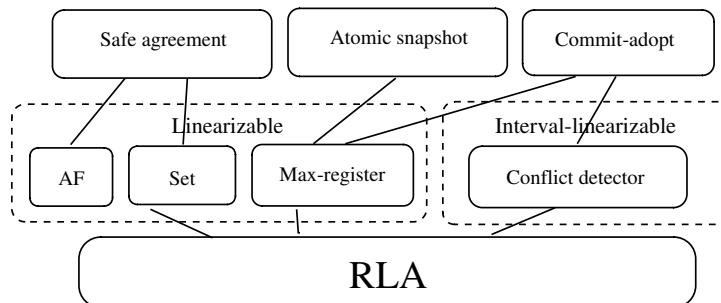 Safe agreement
Atomic snapshot
Commit-adopt
Linearizable
Interval-linearizable
AF
Set
Max-register
Conflict detector
RLA